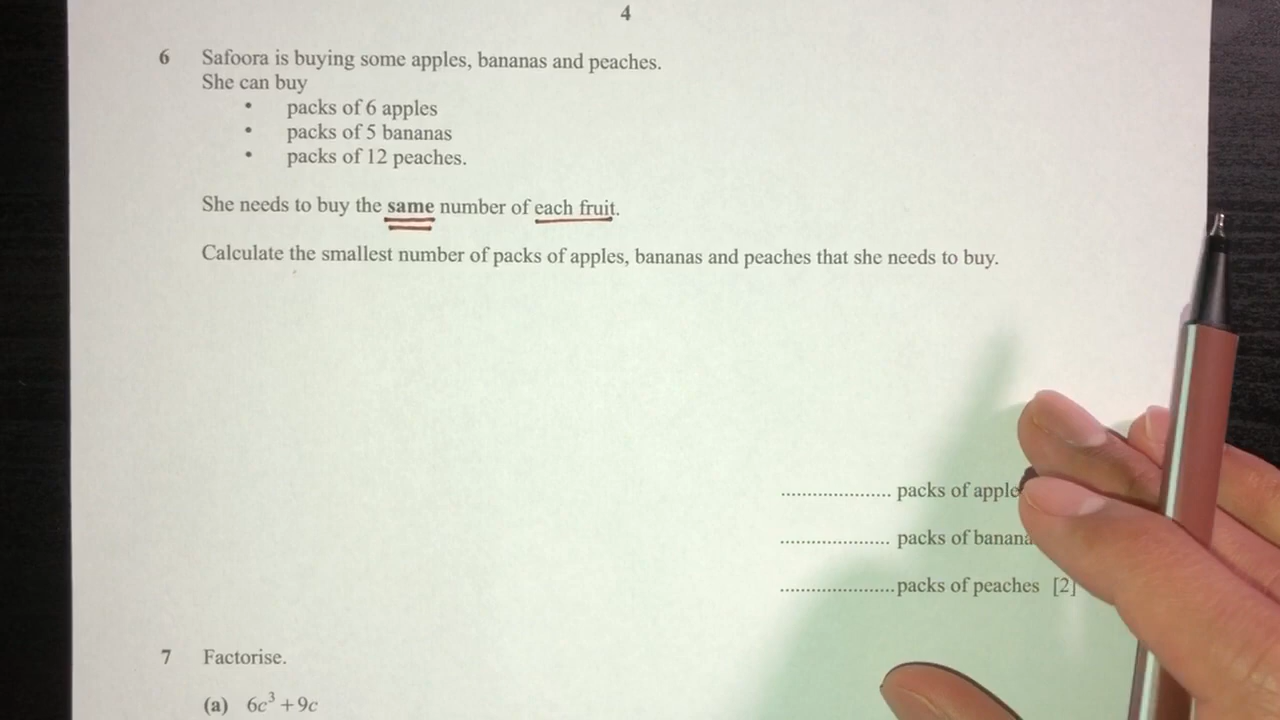 4
6 Safoora is buying some apples, bananas and peaches.
She can buy
• packs of 6 apples
• packs of 5 bananas
• packs of 12 peaches.
She needs to buy the same number of each fruit.
Calculate the smallest number of packs of apples, bananas and peaches that she needs to buy.
..................... packs of apple
..................... packs of banana
......................packs of peaches [2]
7 Factorise.
(a) 6c³ + 9c